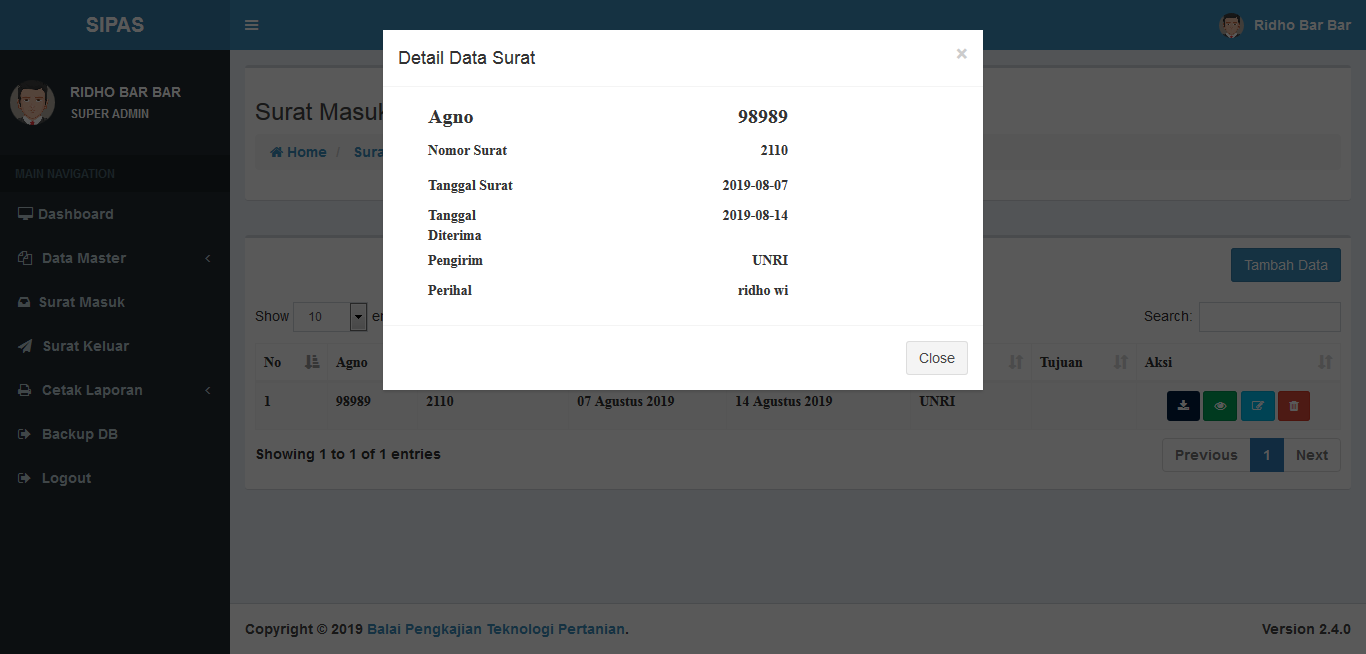 SIPAS
Ridho Bar Bar
RIDHO BAR BAR
SUPER ADMIN
MAIN NAVIGATION
Dashboard
Data Master
Surat Masuk
Surat Keluar
Cetak Laporan
Backup DB
Logout
Detail Data Surat ×
Agno 98989
Nomor Surat 2110
Tanggal Surat 2019-08-07
Tanggal Diterima 2019-08-14
Pengirim UNRI
Perihal ridho wi
Close
Surat Masuk
Home / Sura
Tambah Data
Show 10 en
Search:
No Agno Tujuan Aksi
1 98989 2110 07 Agustus 2019 14 Agustus 2019 UNRI
Showing 1 to 1 of 1 entries
Previous 1 Next
Copyright © 2019 Balai Pengkajian Teknologi Pertanian.
Version 2.4.0